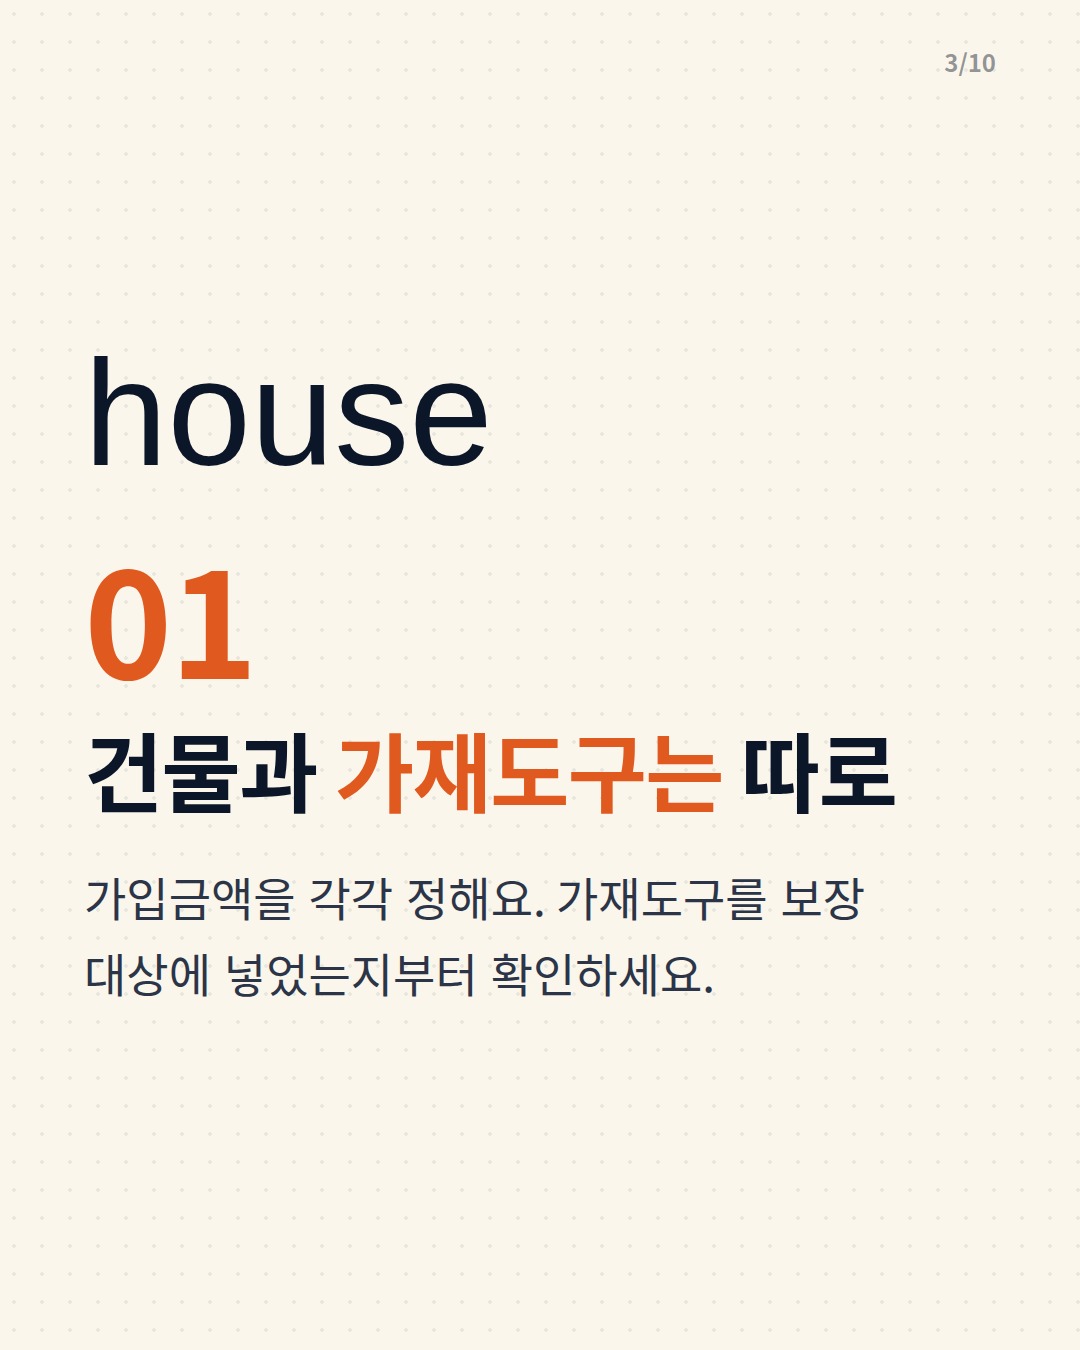 3/10
house
01
건물과 가재도구는 따로
가입금액을 각각 정해요. 가재도구를 보장
대상에 넣었는지부터 확인하세요.